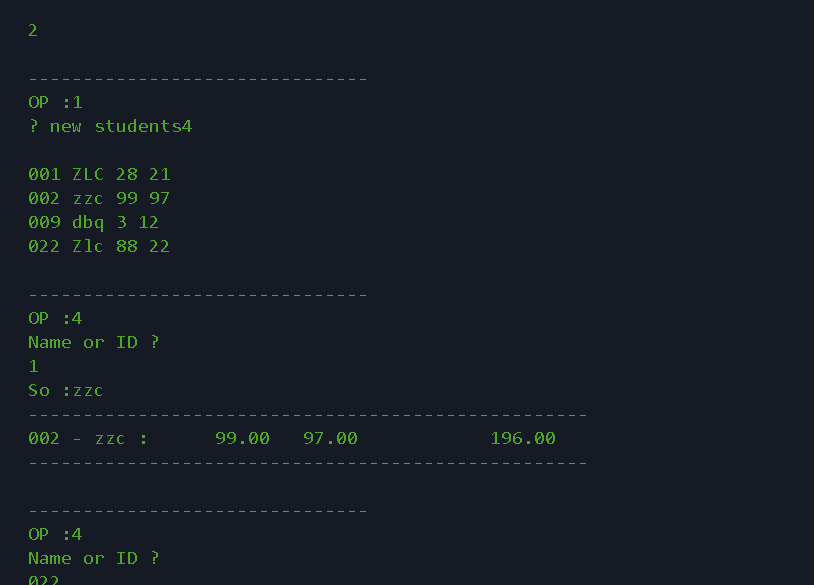 2
-------------------------------
OP :1
? new students4
001 ZLC 28 21
002 zzc 99 97
009 dbq 3 12
022 Zlc 88 22
-------------------------------
OP :4
Name or ID ?
1
So :zzc
---------------------------------------------------
002 - zzc :      99.00   97.00            196.00
---------------------------------------------------
-------------------------------
OP :4
Name or ID ?
022